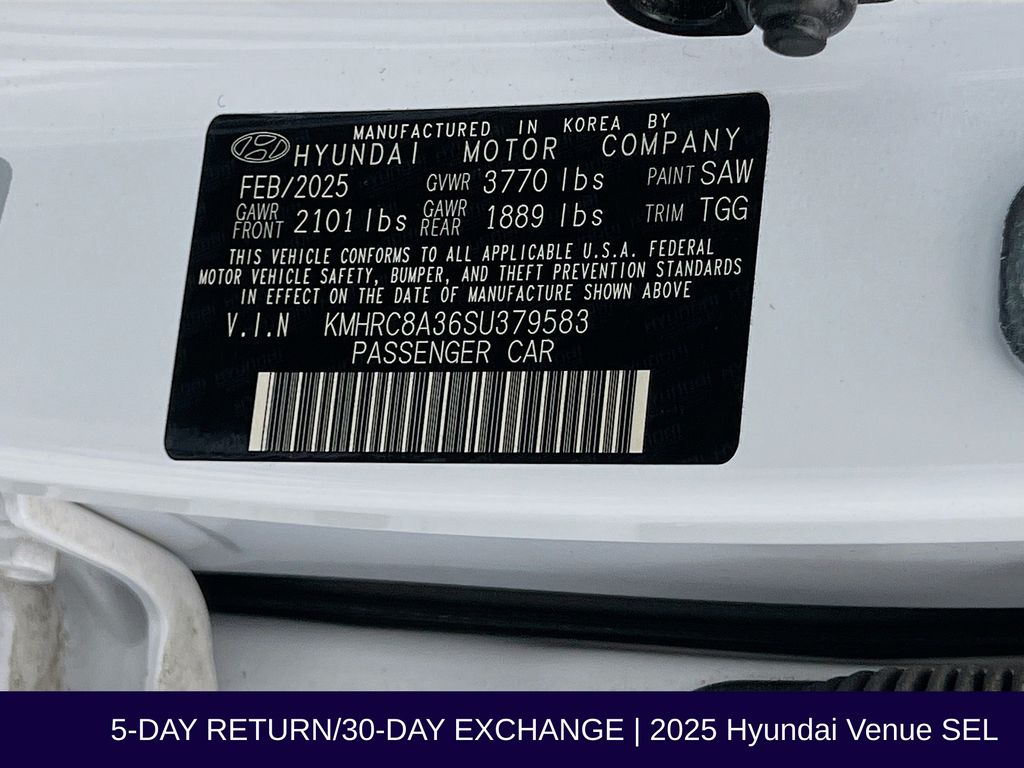 MANUFACTURED IN KOREA BY
HYUNDAI MOTOR COMPANY
FEB/2025 GVWR 3770 lbs PAINT SAW
GAWR FRONT 2101 lbs GAWR REAR 1889 lbs TRIM TGG
THIS VEHICLE CONFORMS TO ALL APPLICABLE U.S.A. FEDERAL
MOTOR VEHICLE SAFETY, BUMPER, AND THEFT PREVENTION STANDARDS
IN EFFECT ON THE DATE OF MANUFACTURE SHOWN ABOVE
V.I.N KMHRC8A36SU379583
PASSENGER CAR
5-DAY RETURN/30-DAY EXCHANGE | 2025 Hyundai Venue SEL